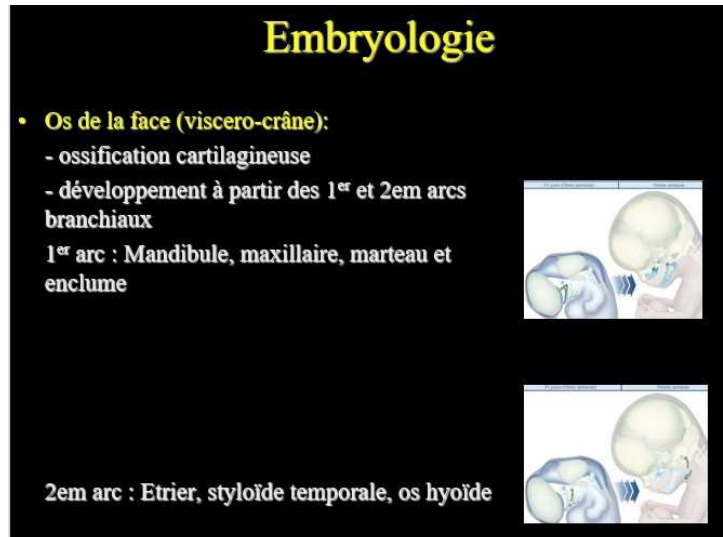 Embryologie
• Os de la face (viscero-crâne):
- ossification cartilagineuse
- développement à partir des 1er et 2em arcs
branchiaux
1er arc : Mandibule, maxillaire, marteau et
enclume
2em arc : Etrier, styloïde temporale, os hyoïde